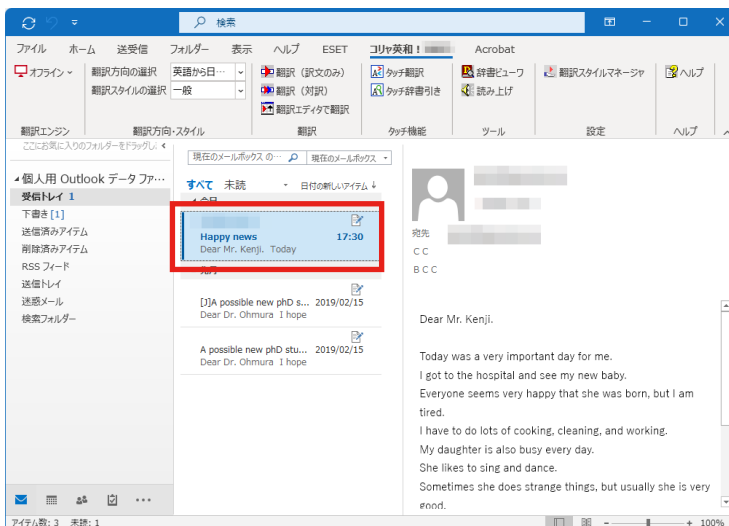 検索
ファイル ホーム 送受信 フォルダー 表示 ヘルプ ESET コリャ英和! Acrobat
オフライン 翻訳方向の選択 英語から日… 翻訳 (訳文のみ) タッチ翻訳 辞書ビューワ 翻訳スタイルマネージャ ヘルプ
翻訳スタイルの選択 一般 翻訳 (対訳) タッチ辞書引き 読み上げ
翻訳エディタで翻訳
翻訳エンジン 翻訳方向・スタイル 翻訳 タッチ機能 ツール 設定 ヘルプ
ここにお気に入りのフォルダーをドラッグし
現在のメールボックス の… 現在のメールボックス
個人用 Outlook データ ファ…
すべて 未読 日付の新しいアイテム ↓
受信トレイ 1
下書き [1]
送信済みアイテム
削除済みアイテム
RSS フィード
送信トレイ
迷惑メール
検索フォルダー
Happy news 17:30
Dear Mr. Kenji. Today
[J]A possible new phD s... 2019/02/15
Dear Dr. Ohmura I hope
A possible new phD stu... 2019/02/15
Dear Dr. Ohmura I hope
宛先
CC
BCC
Dear Mr. Kenji.
Today was a very important day for me.
I got to the hospital and see my new baby.
Everyone seems very happy that she was born, but I am
tired.
I have to do lots of cooking, cleaning, and working.
My daughter is also busy every day.
She likes to sing and dance.
Sometimes she does strange things, but usually she is very
good.
アイテム数: 3 未読: 1
100%